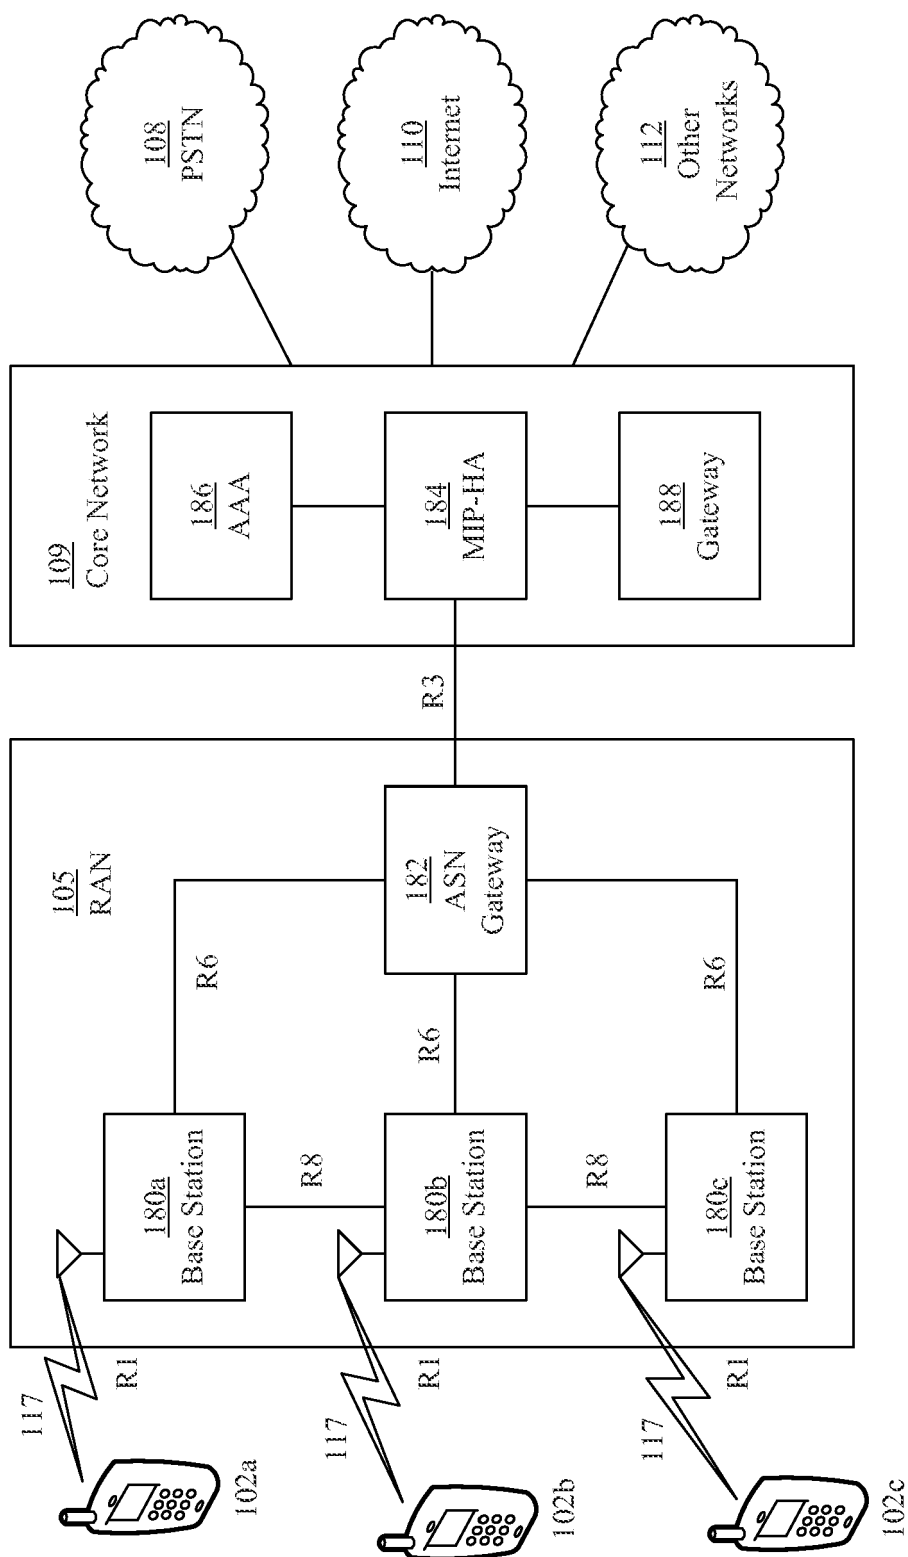 102a
102b
102c
117
117
117
R1
R1
R1
105
RAN
180a
Base Station
180b
Base Station
180c
Base Station
R8
R8
R6
R6
R6
182
ASN
Gateway
R3
109
Core Network
186
AAA
184
MIP-HA
188
Gateway
108
PSTN
110
Internet
112
Other
Networks